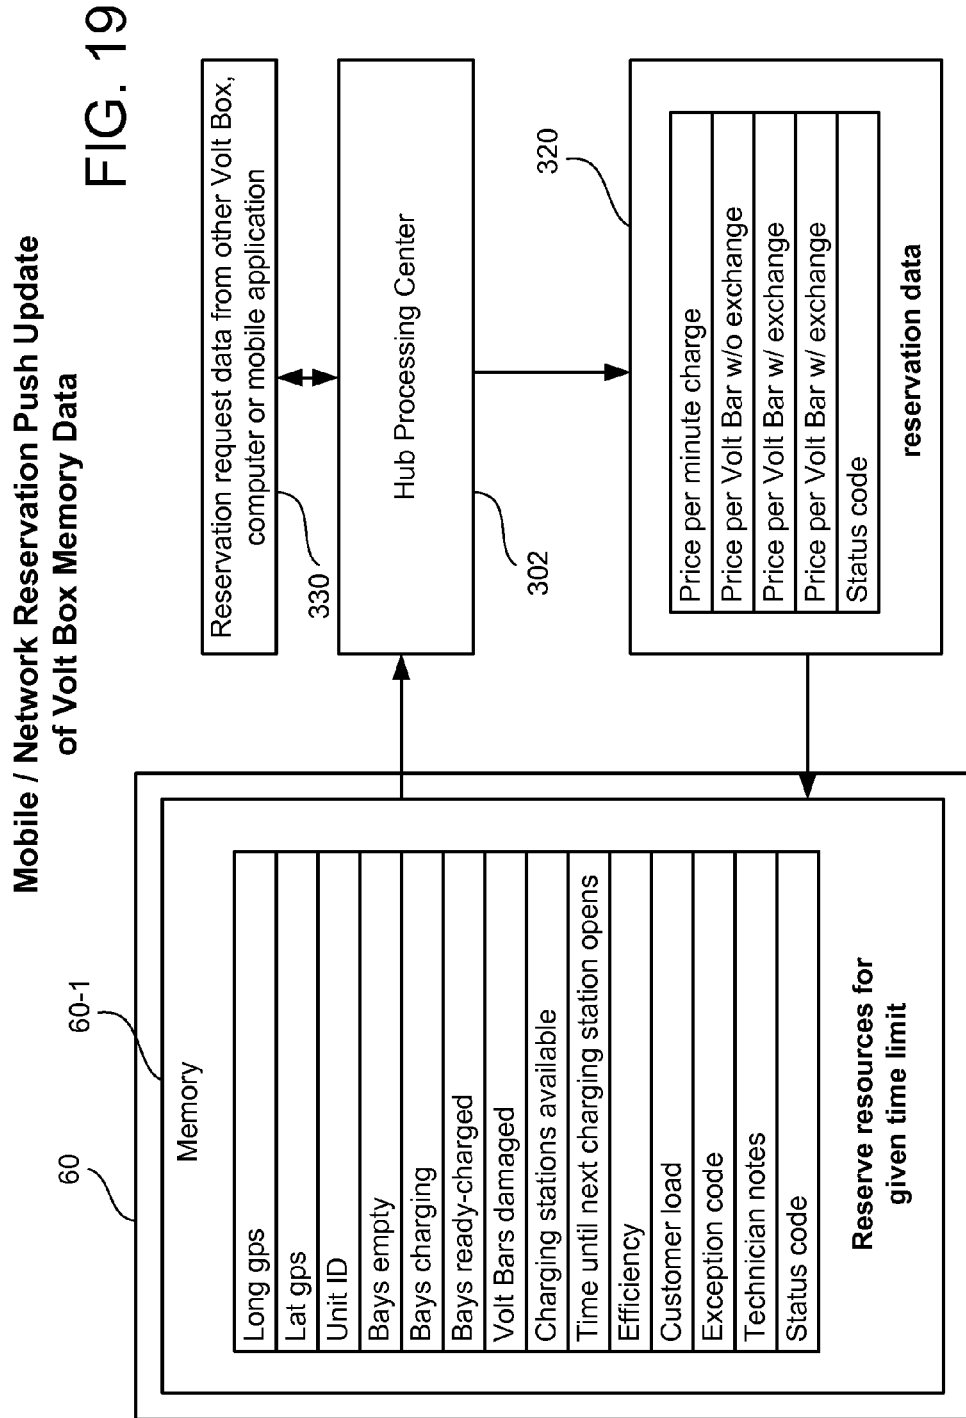 Mobile / Network Reservation Push Update
of Volt Box Memory Data
FIG. 19
60
60-1
Memory
Long gps
Lat gps
Unit ID
Bays empty
Bays charging
Bays ready-charged
Volt Bars damaged
Charging stations available
Time until next charging station opens
Efficiency
Customer load
Exception code
Technician notes
Status code
Reserve resources for
given time limit
Reservation request data from other Volt Box,
computer or mobile application
330
Hub Processing Center
302
320
Price per minute charge
Price per Volt Bar w/o exchange
Price per Volt Bar w/ exchange
Price per Volt Bar w/ exchange
Status code
reservation data